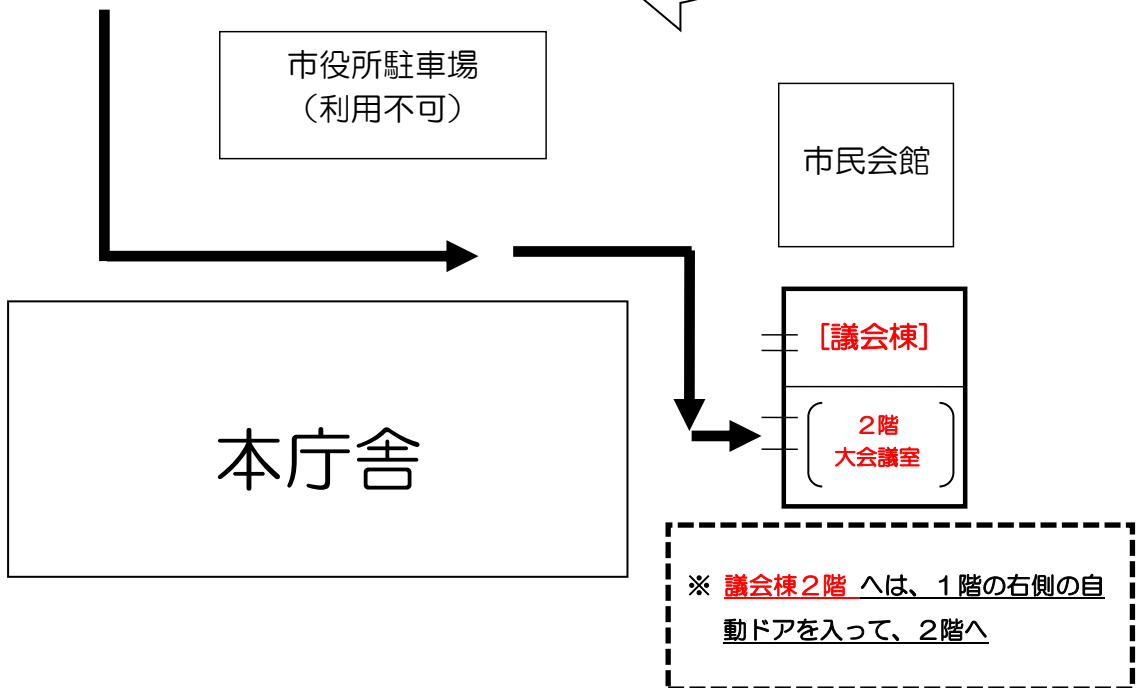 市役所駐車場
（利用不可）
市民会館
[議会棟]
２階
大会議室
本庁舎
※ 議会棟２階 へは、１階の右側の自
動ドアを入って、２階へ